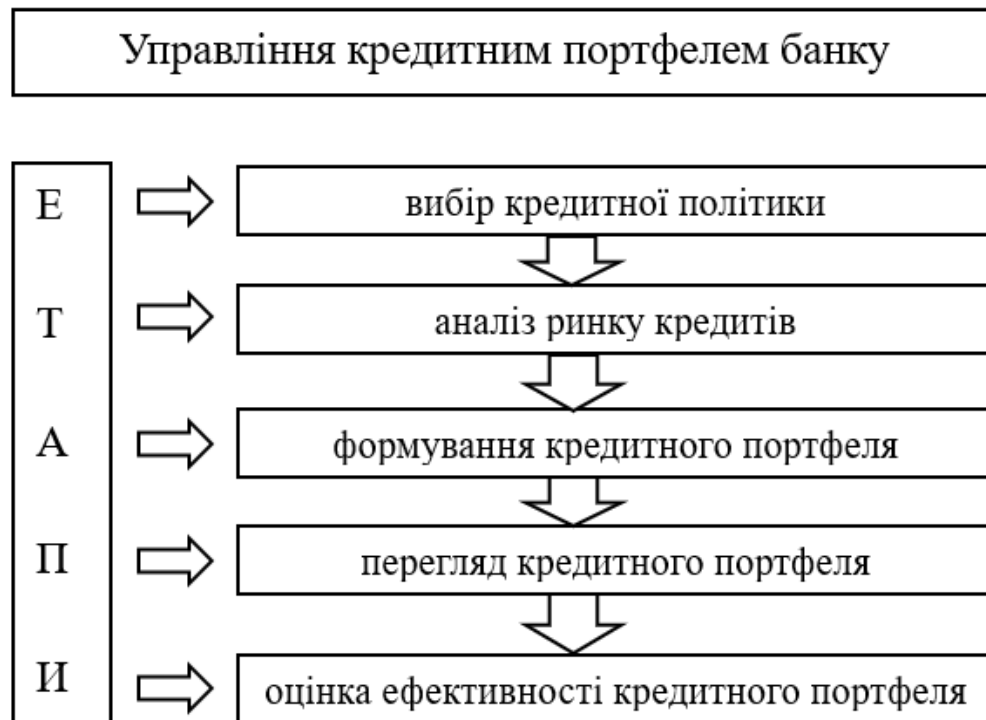 Управління кредитним портфелем банку
Е
вибір кредитної політики
Т
аналіз ринку кредитів
А
формування кредитного портфеля
П
перегляд кредитного портфеля
И
оцінка ефективності кредитного портфеля